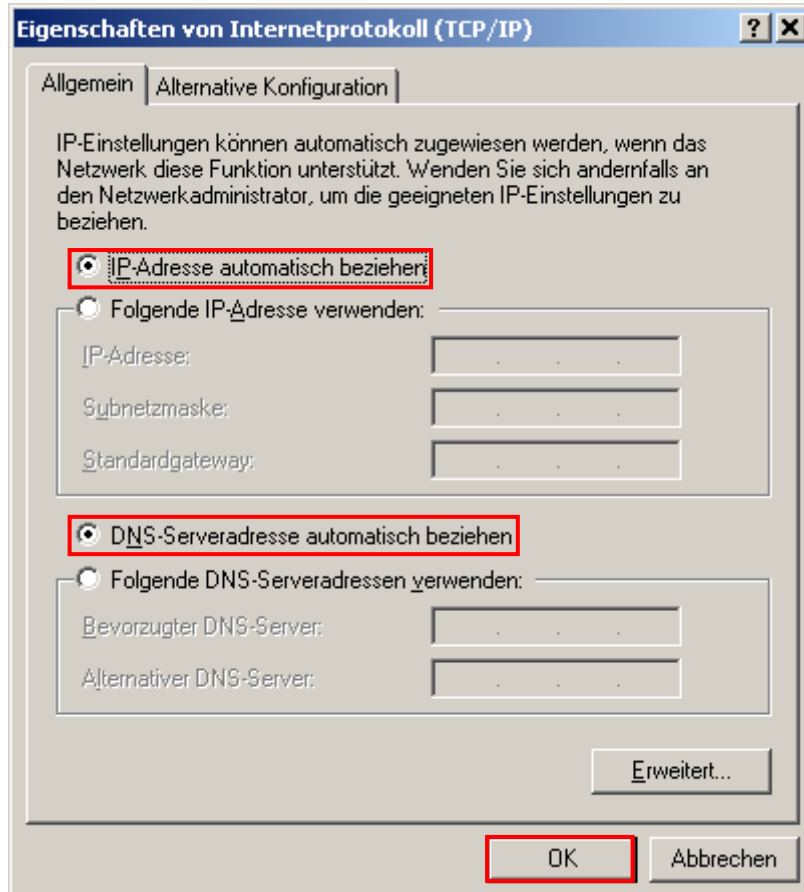 Eigenschaften von Internetprotokoll (TCP/IP)
Allgemein
Alternative Konfiguration
IP-Einstellungen können automatisch zugewiesen werden, wenn das
Netzwerk diese Funktion unterstützt. Wenden Sie sich andernfalls an
den Netzwerkadministrator, um die geeigneten IP-Einstellungen zu
beziehen.
IP-Adresse automatisch beziehen
Folgende IP-Adresse verwenden:
IP-Adresse:
Subnetzmaske:
Standardgateway:
DNS-Serveradresse automatisch beziehen
Folgende DNS-Serveradressen verwenden:
Bevorzugter DNS-Server:
Alternativer DNS-Server:
Erweitert...
OK
Abbrechen